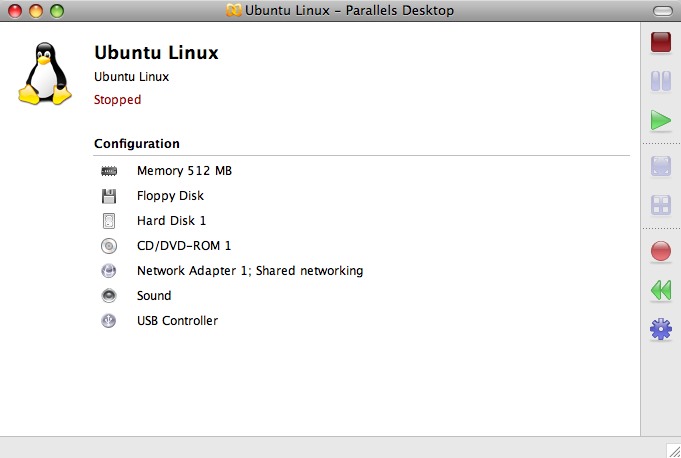 Ubuntu Linux - Parallels Desktop
Ubuntu Linux
Ubuntu Linux
Stopped
Configuration
Memory 512 MB
Floppy Disk
Hard Disk 1
CD/DVD-ROM 1
Network Adapter 1; Shared networking
Sound
USB Controller